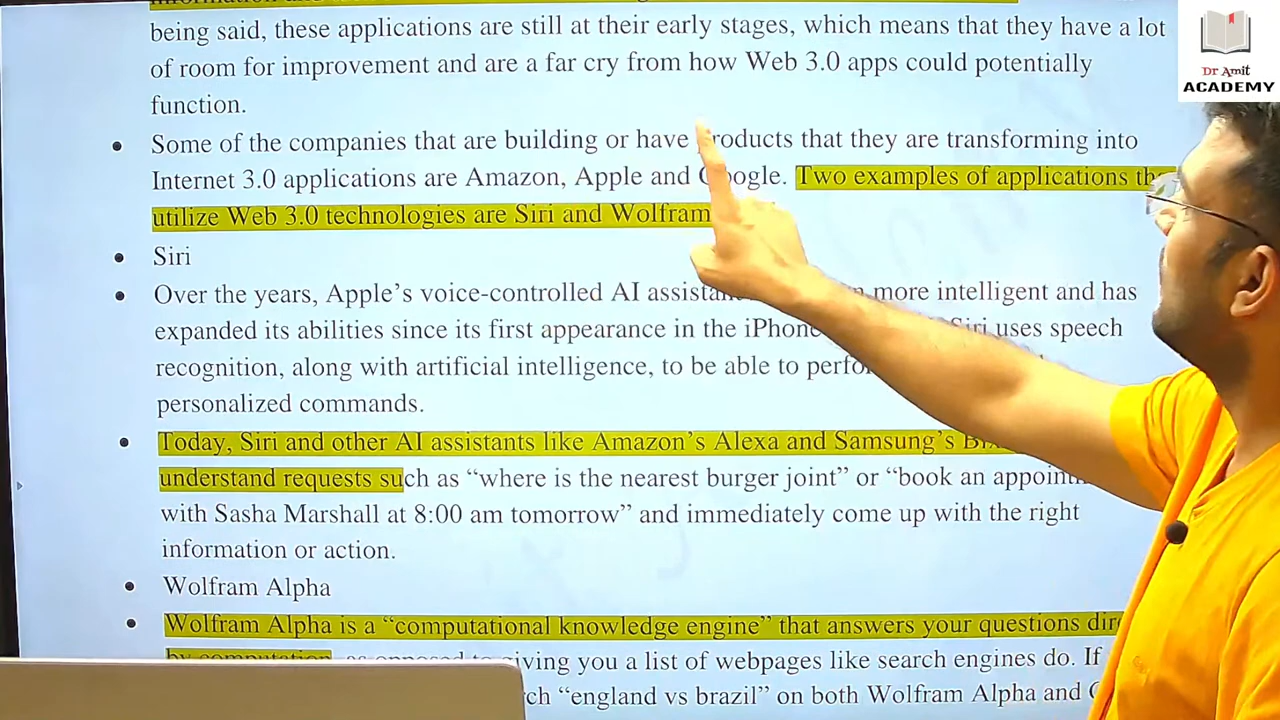 being said, these applications are still at their early stages, which means that they have a lot
of room for improvement and are a far cry from how Web 3.0 apps could potentially
function.
• Some of the companies that are building or have products that they are transforming into
Internet 3.0 applications are Amazon, Apple and Google. Two examples of applications
utilize Web 3.0 technologies are Siri and Wolfram
• Siri
• Over the years, Apple’s voice-controlled AI more intelligent and has
expanded its abilities since its first appearance in the iPhone Siri uses speech
recognition, along with artificial intelligence, to be able to
personalized commands.
• Today, Siri and other AI assistants like Amazon’s Alexa and Samsung’s
understand requests such as “where is the nearest burger joint” or “book an
with Sasha Marshall at 8:00 am tomorrow” and immediately come up with the right
information or action.
• Wolfram Alpha
• Wolfram Alpha is a “computational knowledge engine” that answers your questions
by computation, as opposed to giving you a list of webpages like search engines do. If
“england vs brazil” on both Wolfram Alpha and
Dr Amit
ACADEMY